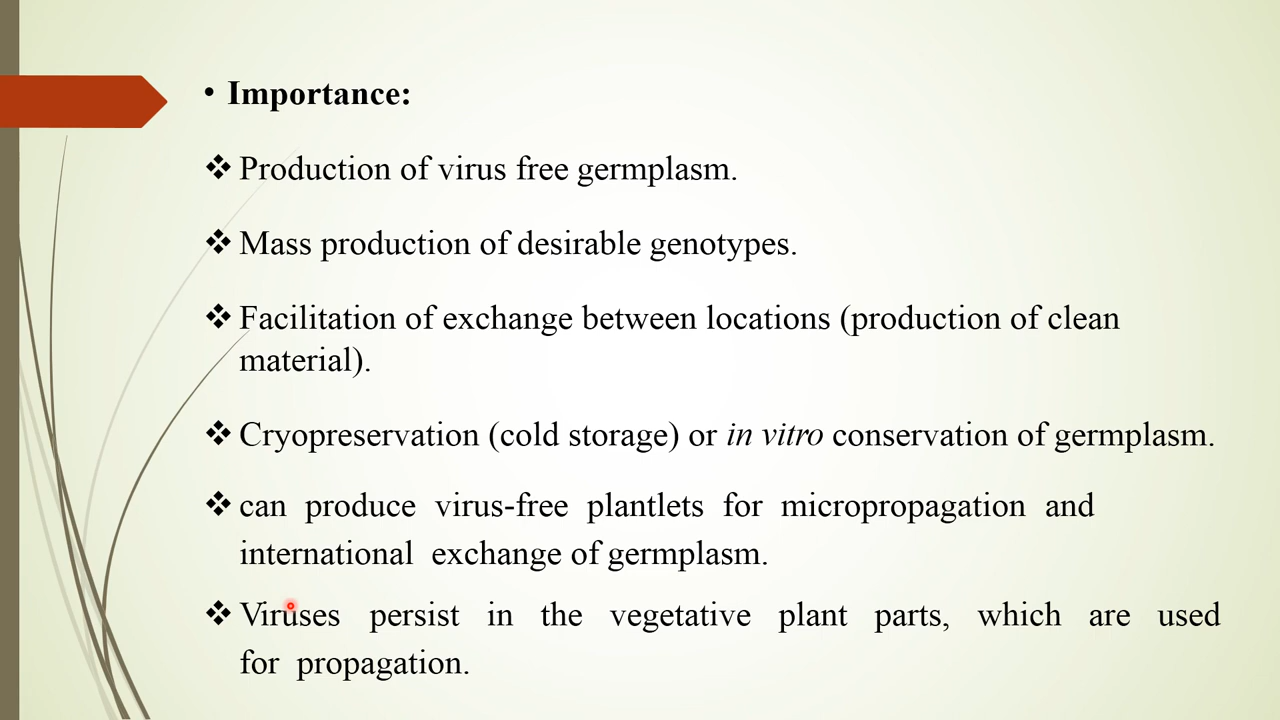 • Importance:
❖ Production of virus free germplasm.
❖ Mass production of desirable genotypes.
❖ Facilitation of exchange between locations (production of clean
material).
❖ Cryopreservation (cold storage) or in vitro conservation of germplasm.
❖ can produce virus-free plantlets for micropropagation and
international exchange of germplasm.
❖ Viruses persist in the vegetative plant parts, which are used
for propagation.